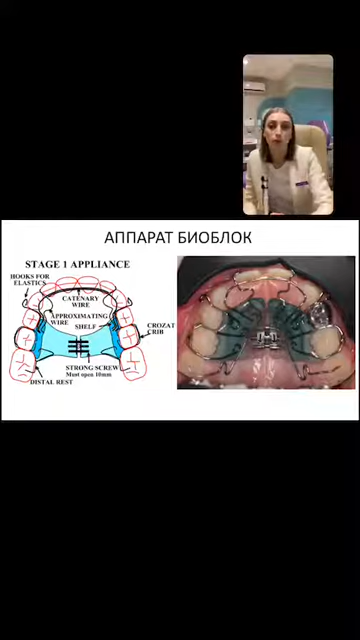 АППАРАТ БИОБЛОК
STAGE 1 APPLIANCE
HOOKS FOR
ELASTICS
CATENARY
WIRE
APPROXIMATING
WIRE
SHELF
CROZAT
CRIB
STRONG SCREW
Must open 10mm
DISTAL REST